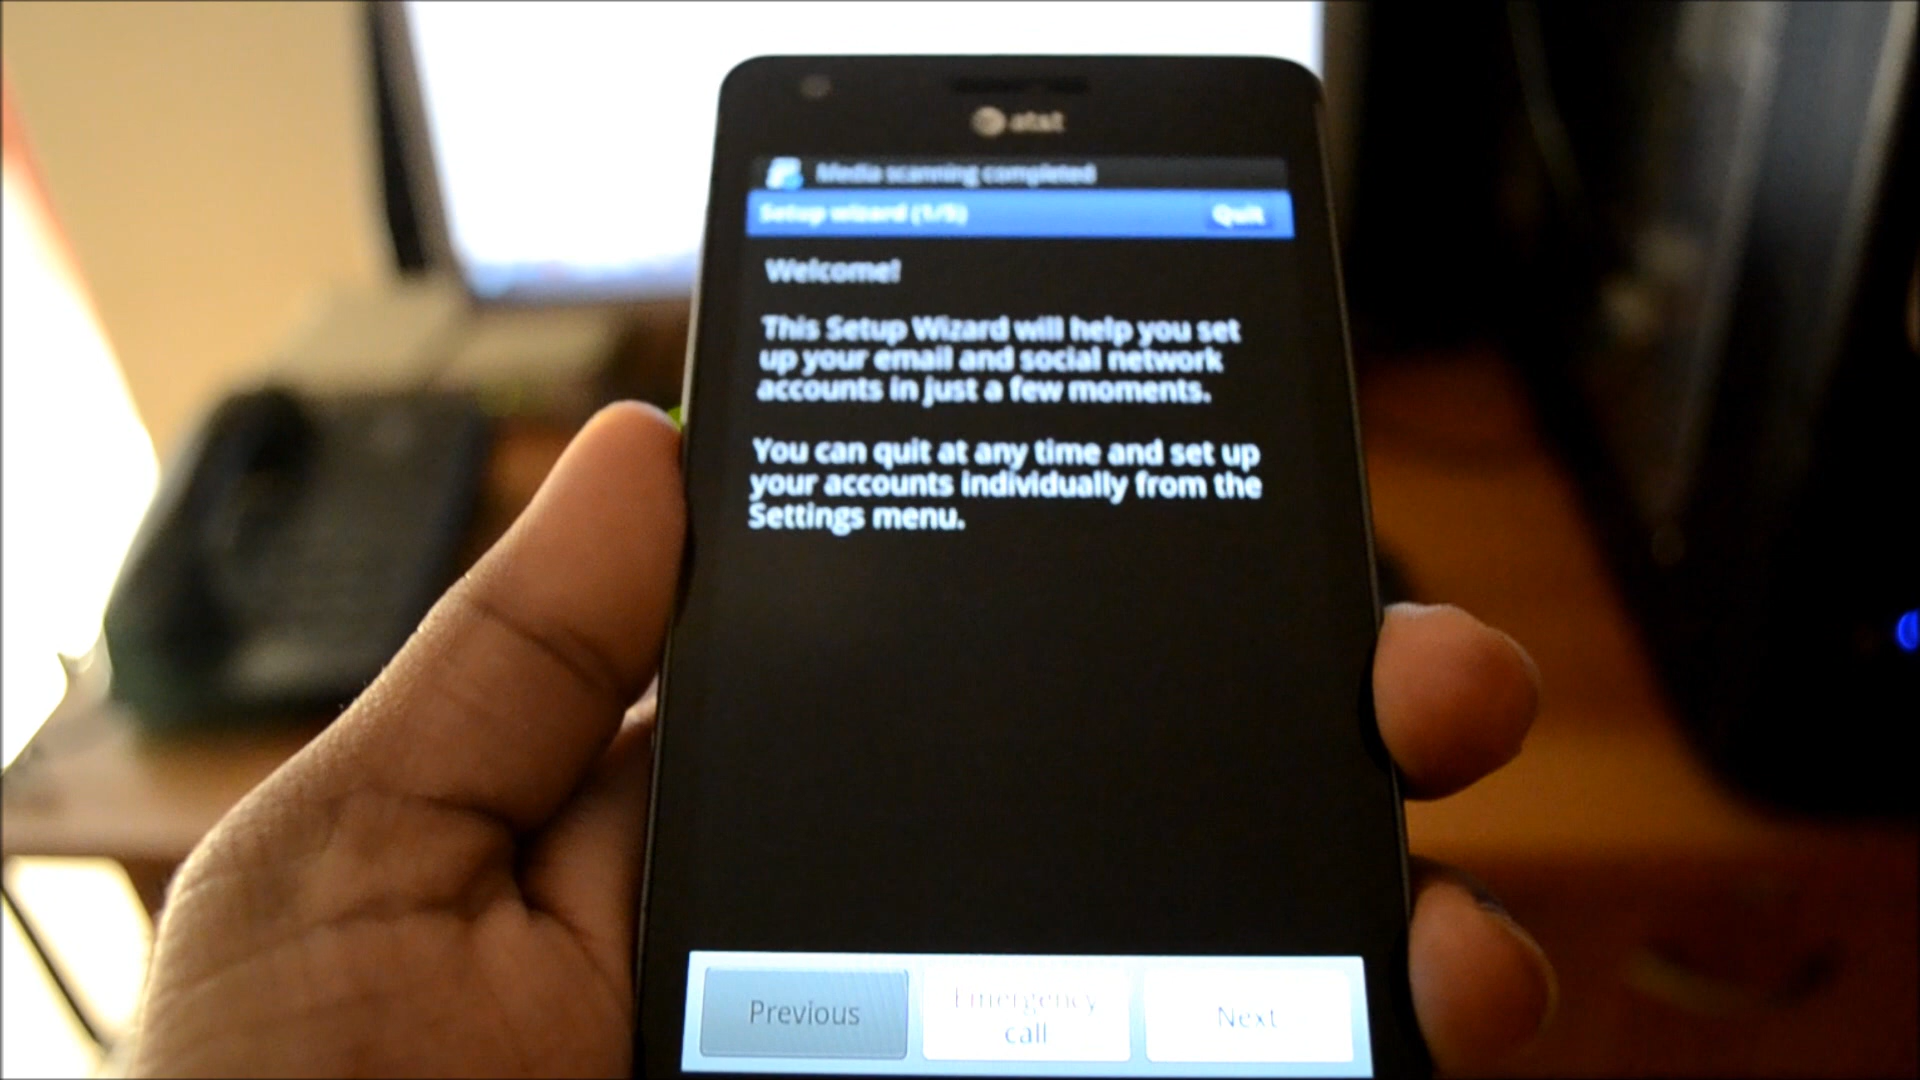 at&t
Media scanning completed
Setup wizard (1/5)
Quit
Welcome!
This Setup Wizard will help you set
up your email and social network
accounts in just a few moments.
You can quit at any time and set up
your accounts individually from the
Settings menu.
Previous
Emergency
call
Next